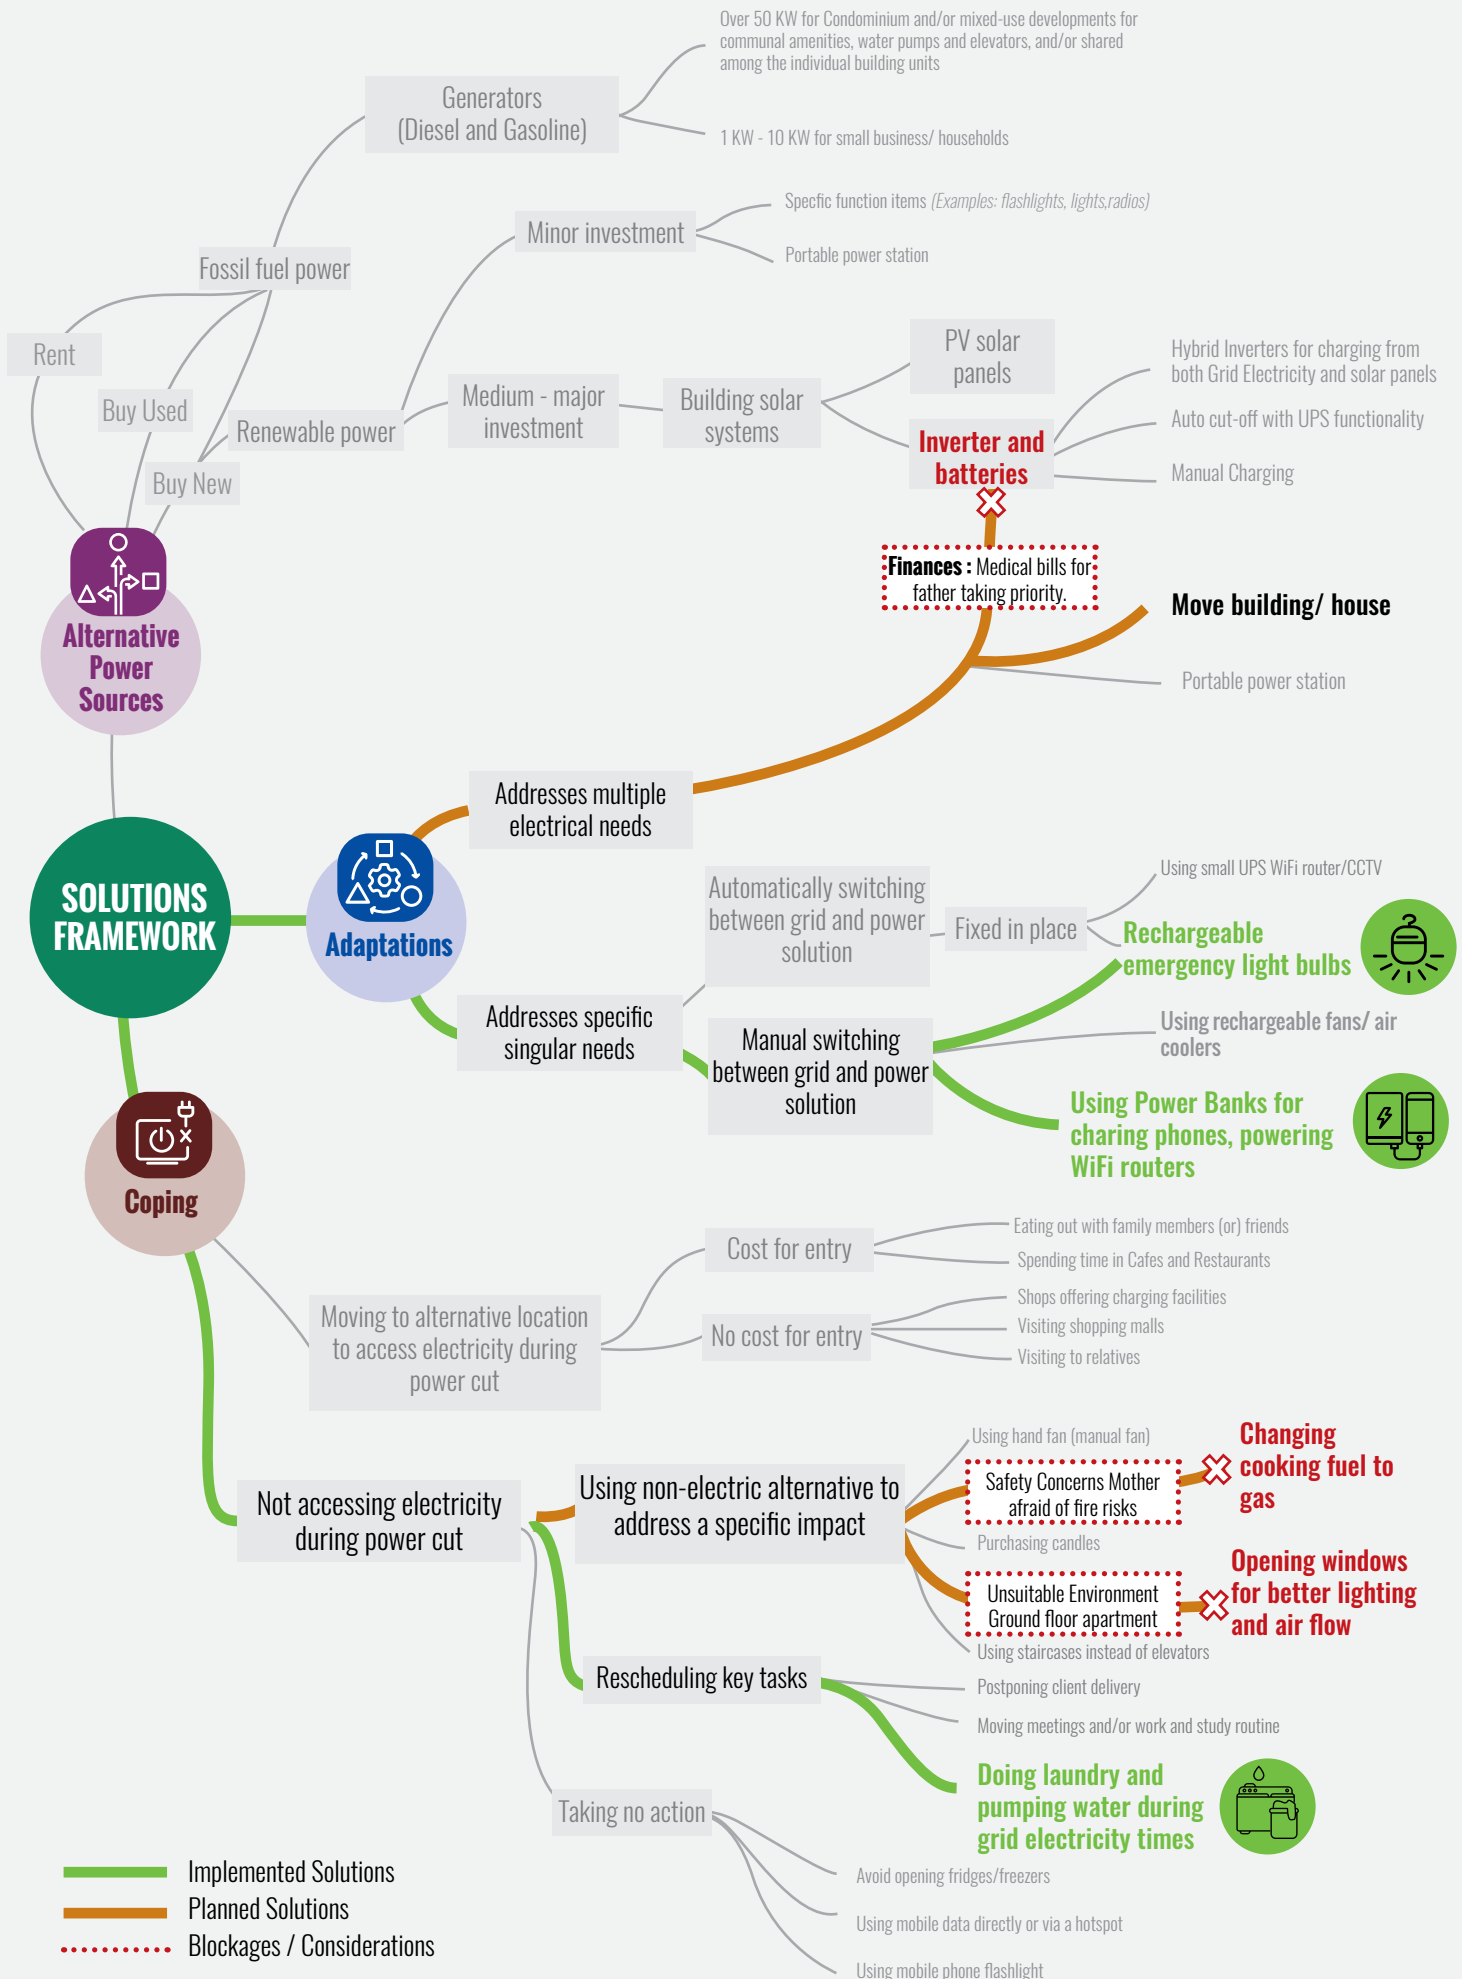 Over 50 KW for Condominium and/or mixed-use developments for
communal amenities, water pumps and elevators, and/or shared
among the individual building units
Generators
(Diesel and Gasoline)
1 KW - 10 KW for small business/ households
Specfic function items (Examples: flashlights, lights,radios)
Minor investment
Portable power station
Fossil fuel power
Rent
Buy Used
Buy New
Renewable power
Medium - major
investment
Building solar
systems
PV solar
panels
Inverter and
batteries
Hybrid Inverters for charging from
both Grid Electricity and solar panels
Auto cut-off with UPS functionality
Manual Charging
Finances : Medical bills for
father taking priority.
Move building/ house
Portable power station
Alternative
Power
Sources
Addresses multiple
electrical needs
SOLUTIONS
FRAMEWORK
Adaptations
Automatically switching
between grid and power
solution
Fixed in place
Using small UPS WiFi router/CCTV
Rechargeable
emergency light bulbs
Addresses specific
singular needs
Manual switching
between grid and power
solution
Using rechargeable fans/ air
coolers
Using Power Banks for
charing phones, powering
WiFi routers
Coping
Cost for entry
Eating out with family members (or) friends
Spending time in Cafes and Restaurants
Moving to alternative location
to access electricity during
power cut
No cost for entry
Shops offering charging facilities
Visiting shopping malls
Visiting to relatives
Not accessing electricity
during power cut
Using non-electric alternative to
address a specific impact
Using hand fan (manual fan)
Safety Concerns Mother
afraid of fire risks
Changing
cooking fuel to
gas
Purchasing candles
Unsuitable Environment
Ground floor apartment
Opening windows
for better lighting
and air flow
Using staircases instead of elevators
Rescheduling key tasks
Postponing client delivery
Moving meetings and/or work and study routine
Doing laundry and
pumping water during
grid electricity times
Taking no action
Avoid opening fridges/freezers
Using mobile data directly or via a hotspot
Using mobile phone flashlight
Implemented Solutions
Planned Solutions
Blockages / Considerations